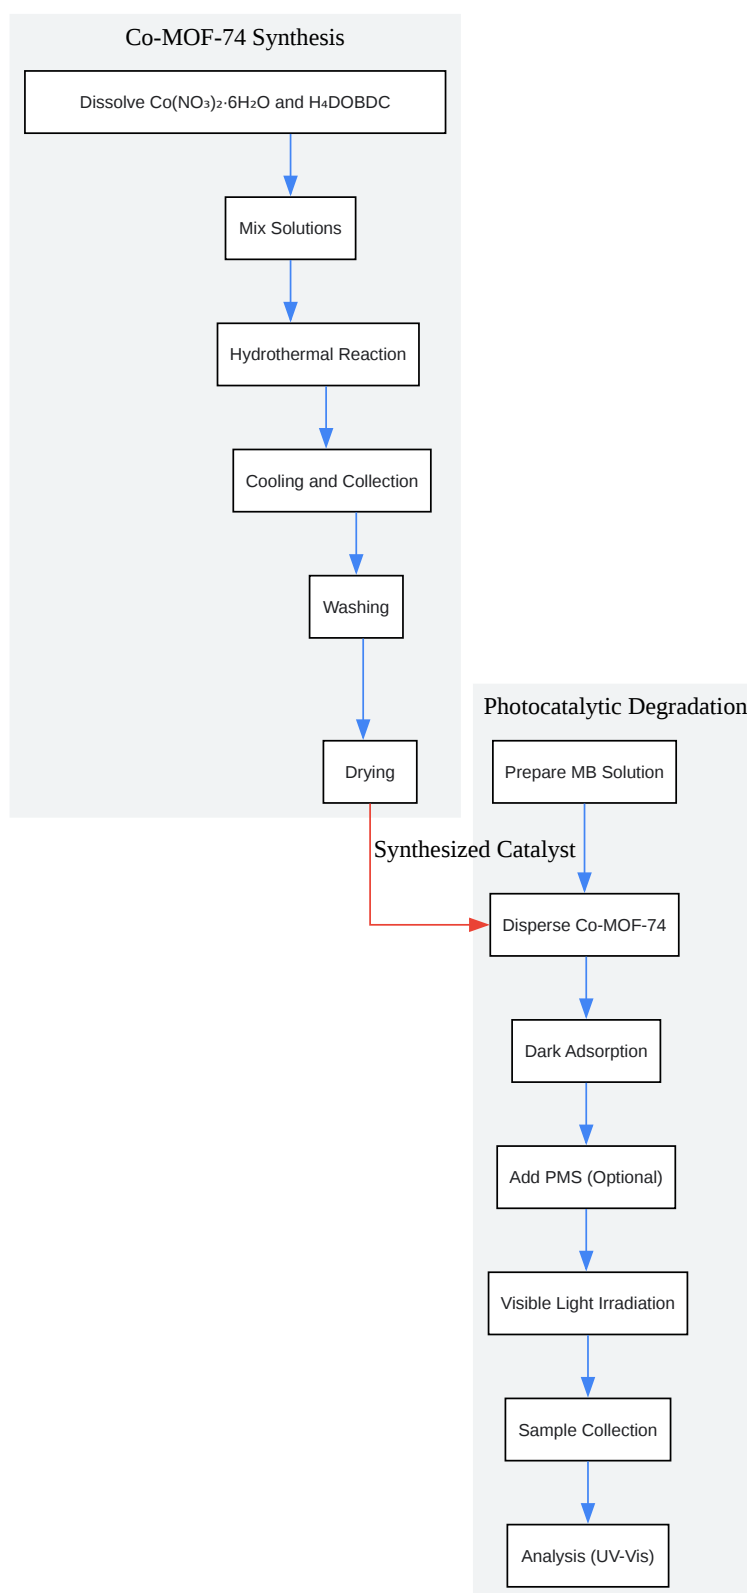 Co-MOF-74 Synthesis
Dissolve Co(NO₃)₂·6H₂O and H₄DOBDC
Mix Solutions
Hydrothermal Reaction
Cooling and Collection
Washing
Drying
Photocatalytic Degradation
Prepare MB Solution
Synthesized Catalyst
Disperse Co-MOF-74
Dark Adsorption
Add PMS (Optional)
Visible Light Irradiation
Sample Collection
Analysis (UV-Vis)